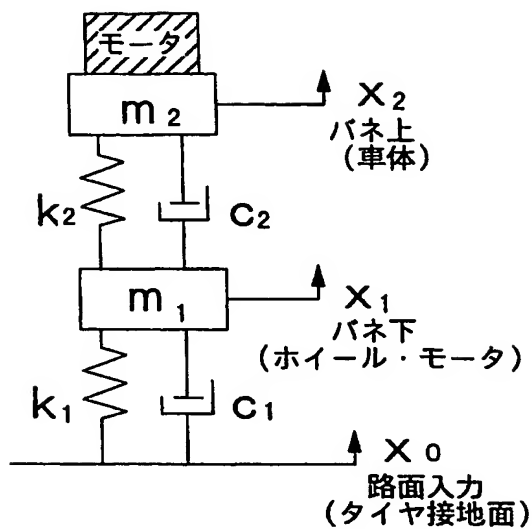 モータ
m₂
x₂
バネ上
(車体)
k₂
c₂
m₁
x₁
バネ下
(ホイール・モータ)
k₁
c₁
x₀
路面入力
(タイヤ接地面)